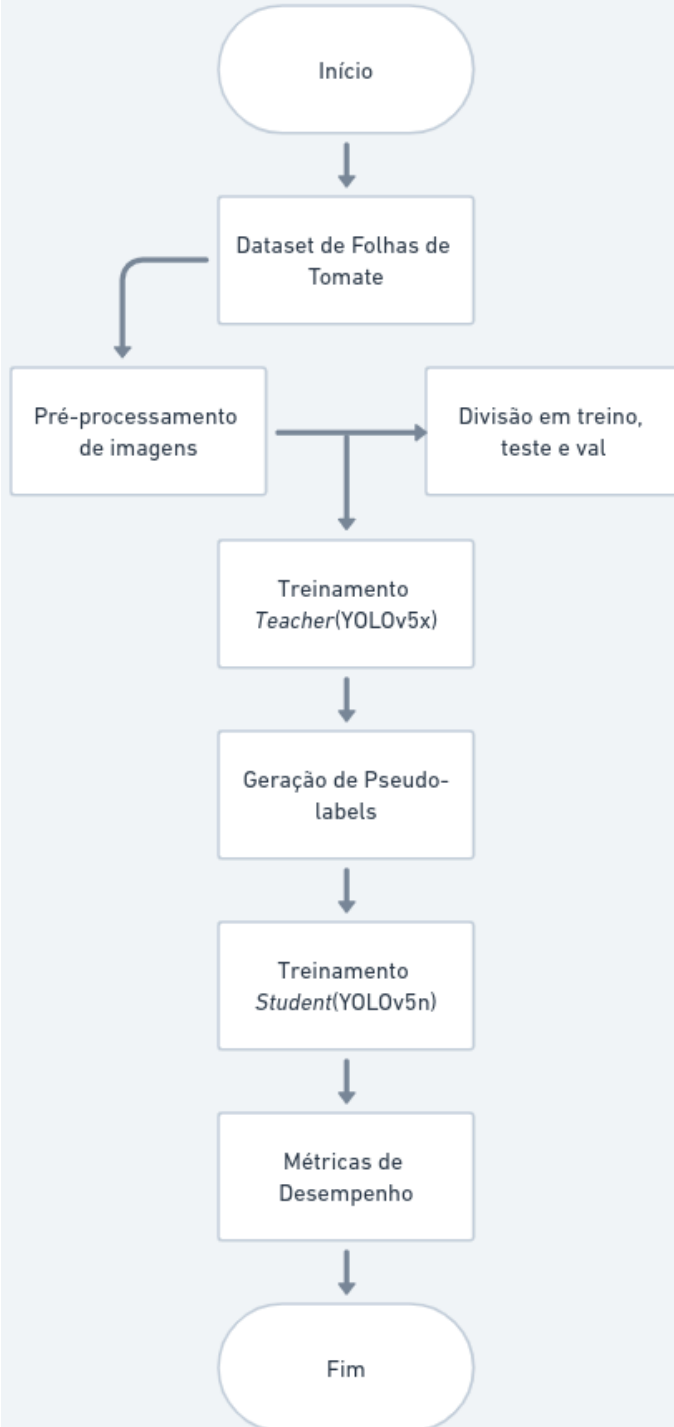 Início
Dataset de Folhas de
Tomate
Pré-processamento
de imagens
Divisão em treino,
teste e val
Treinamento
Teacher(YOLOv5x)
Geração de Pseudo-
labels
Treinamento
Student(YOLOv5n)
Métricas de
Desempenho
Fim